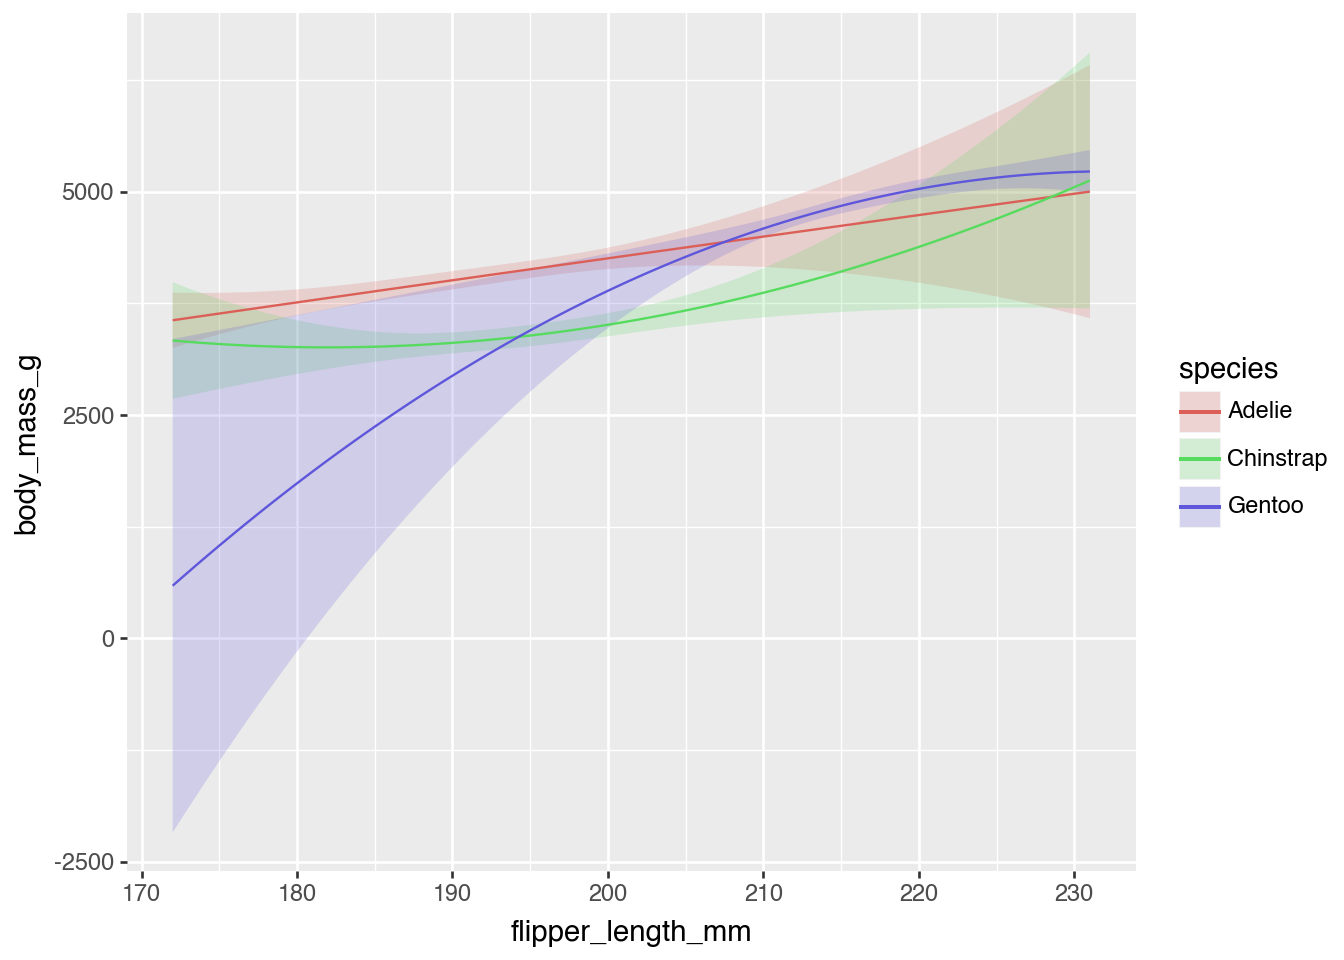 5000
2500
0
-2500
170 180 190 200 210 220 230
flipper_length_mm
body_mass_g
species
Adelie
Chinstrap
Gentoo